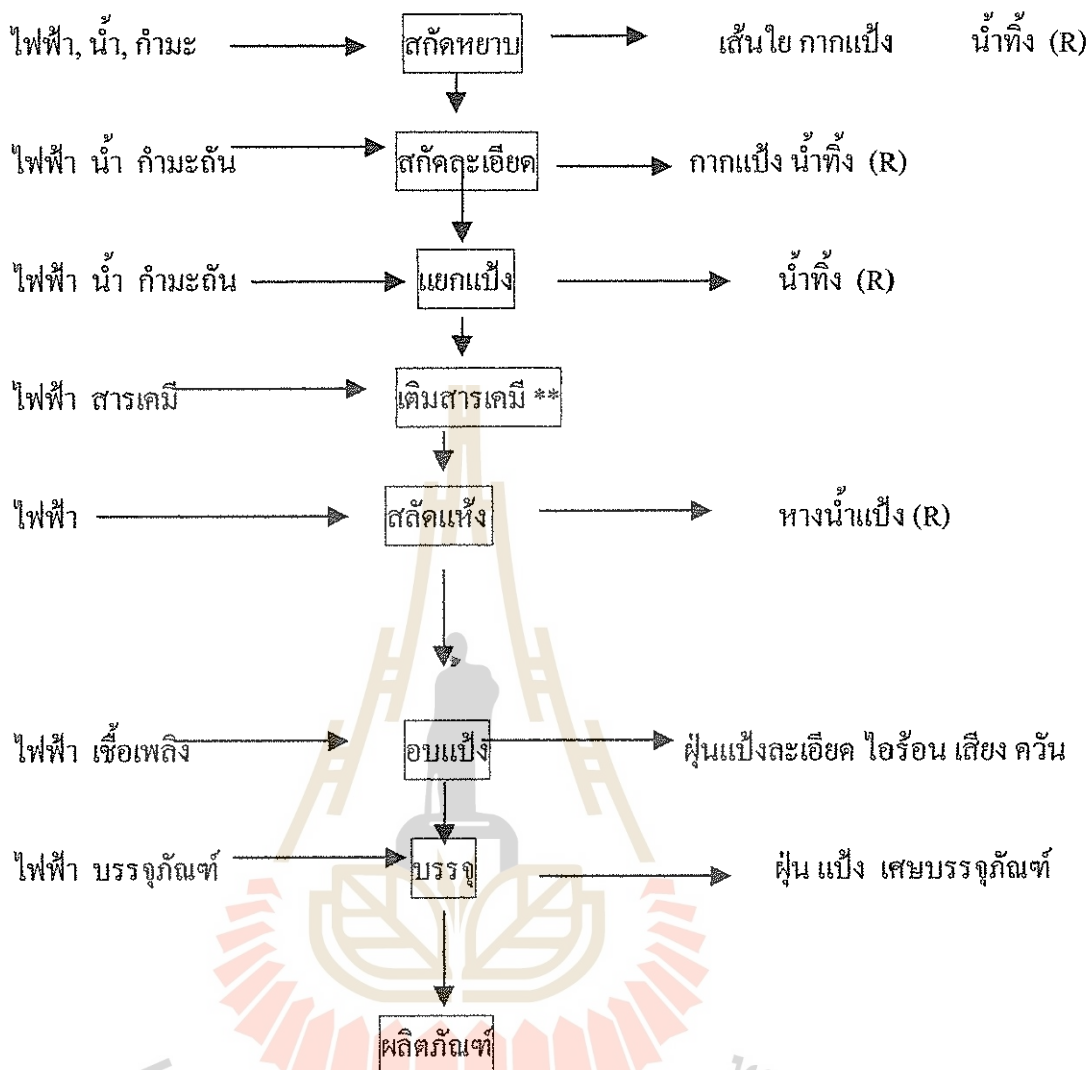 ไฟฟ้า, น้ำ, กำมะ สกัดหยาบ เส้นใย กากแป้ง น้ำทิ้ง (R)
ไฟฟ้า น้ำ กำมะถัน สกัดละเอียด กากแป้ง น้ำทิ้ง (R)
ไฟฟ้า น้ำ กำมะถัน แยกแป้ง น้ำทิ้ง (R)
ไฟฟ้า สารเคมี เติมสารเคมี **
ไฟฟ้า สลัดแห้ง หางน้ำแป้ง (R)
ไฟฟ้า เชื้อเพลิง อบแป้ง ฝุ่นแป้งละเอียด ไอร้อน เสียง ควัน
ไฟฟ้า บรรจุภัณฑ์ บรรจุ ฝุ่น แป้ง เศษบรรจุภัณฑ์
ผลิตภัณฑ์